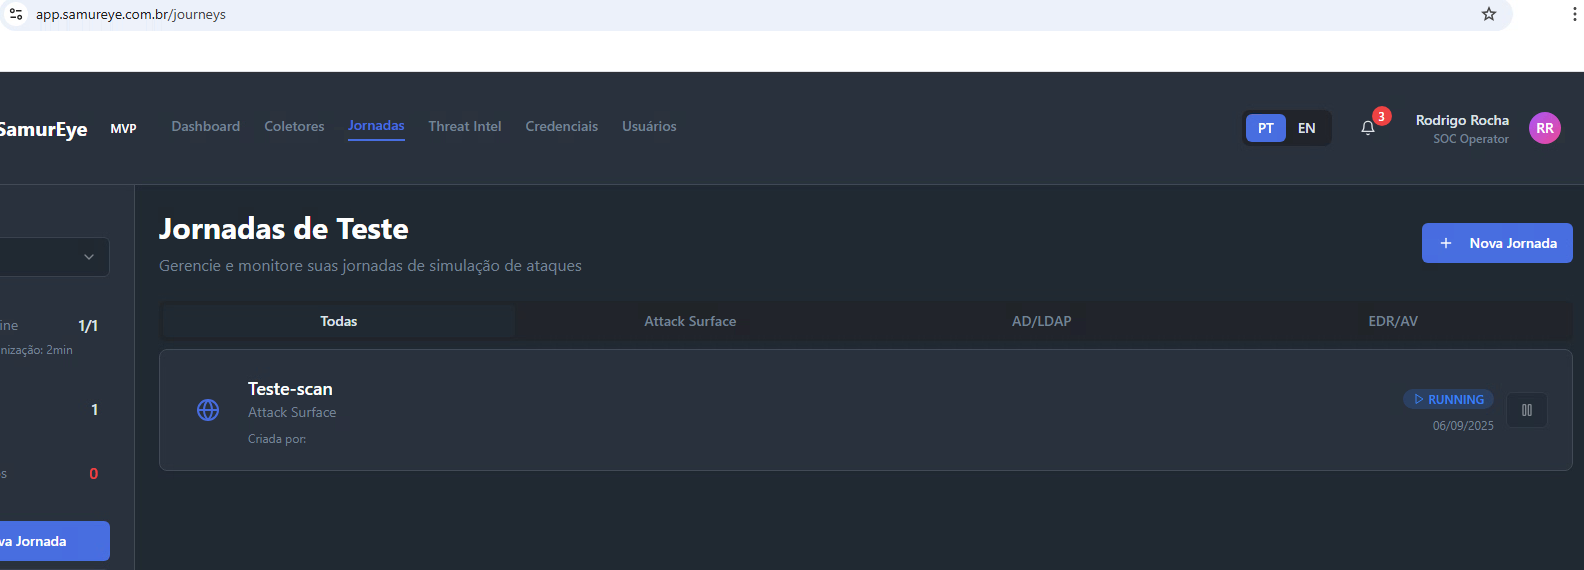 app.samureye.com.br/journeys
SamurEye MVP Dashboard Coletores Jornadas Threat Intel Credenciais Usuários PT EN 3 Rodrigo Rocha RR
SOC Operator
Jornadas de Teste
Gerencie e monitore suas jornadas de simulação de ataques
+ Nova Jornada
Todas Attack Surface AD/LDAP EDR/AV
Teste-scan
Attack Surface
Criada por:
RUNNING
06/09/2025
ine 1/1
nização: 2min
1
s 0
va Jornada